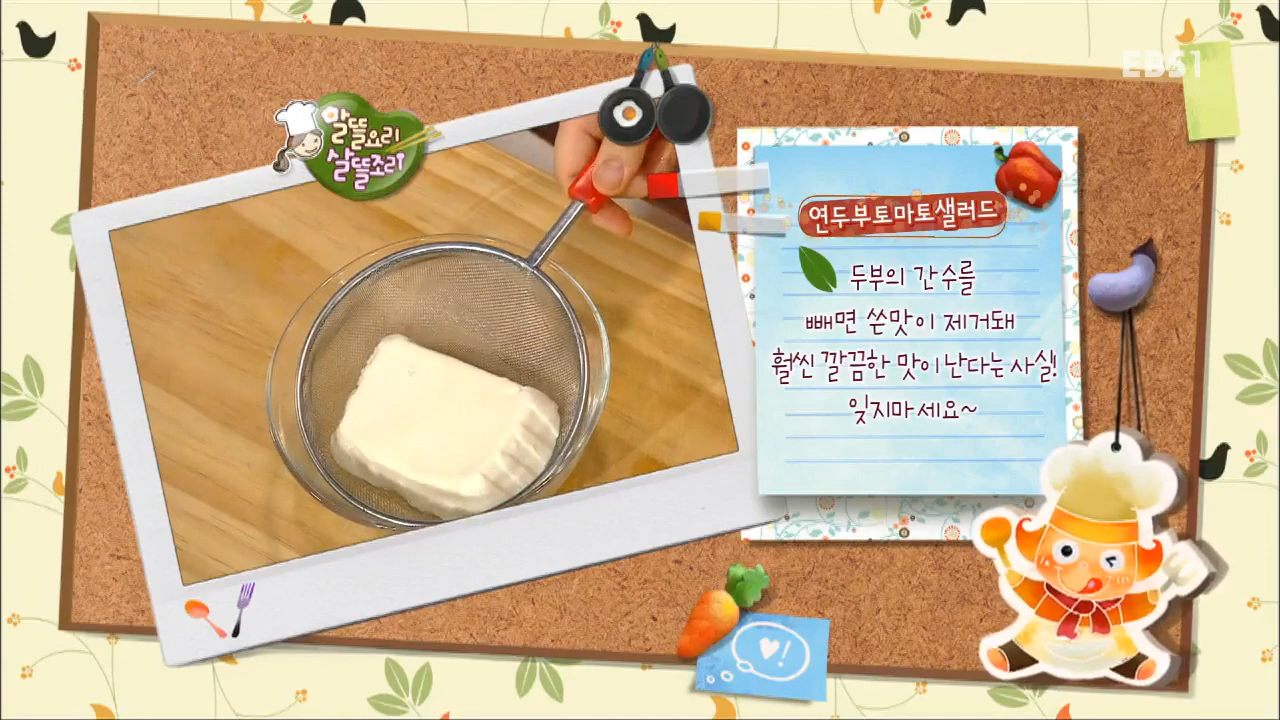 EBS1
알뜰요리
살뜰조리
연두부토마토샐러드
두부의 간수를
빼면 쓴맛이 제거돼
훨씬 깔끔한 맛이 난다는 사실!
잊지마세요~